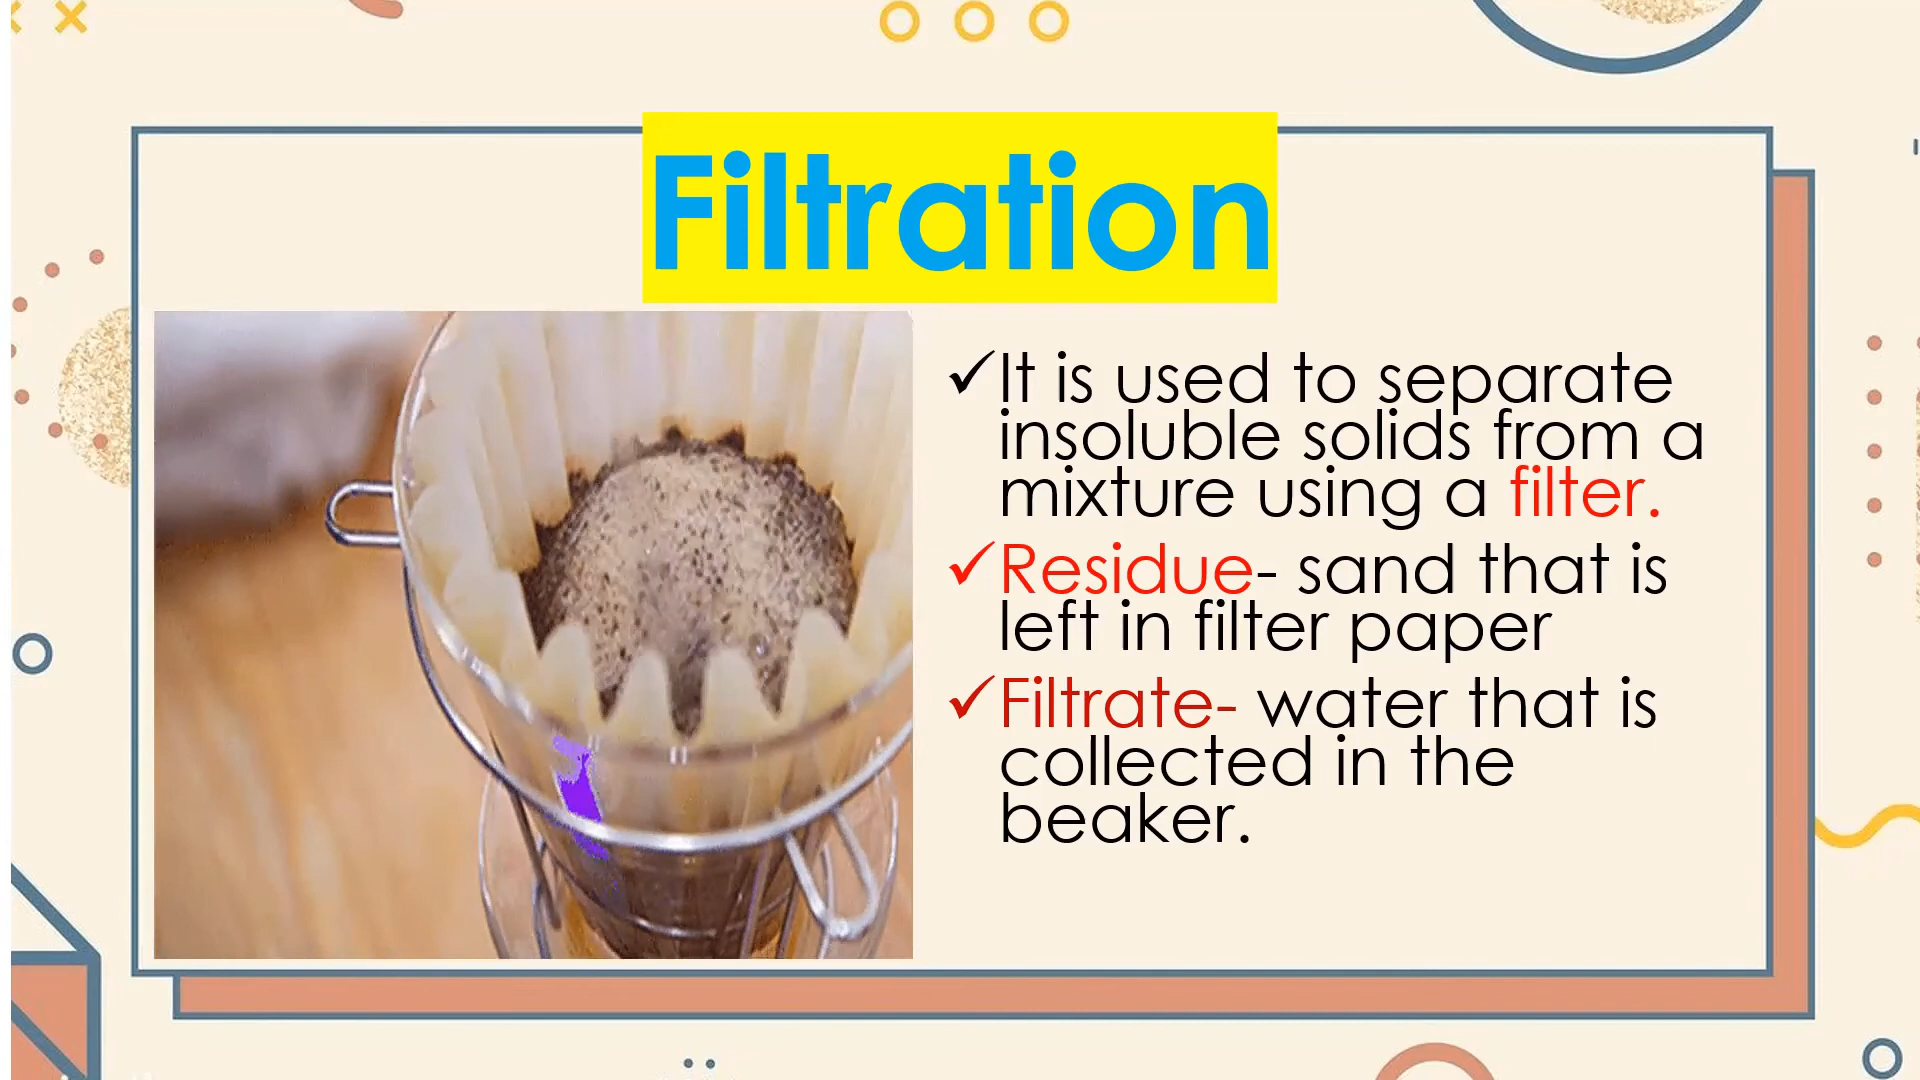 Filtration
✓It is used to separate
insoluble solids from a
mixture using a filter.
✓Residue- sand that is
left in filter paper
✓Filtrate- water that is
collected in the
beaker.